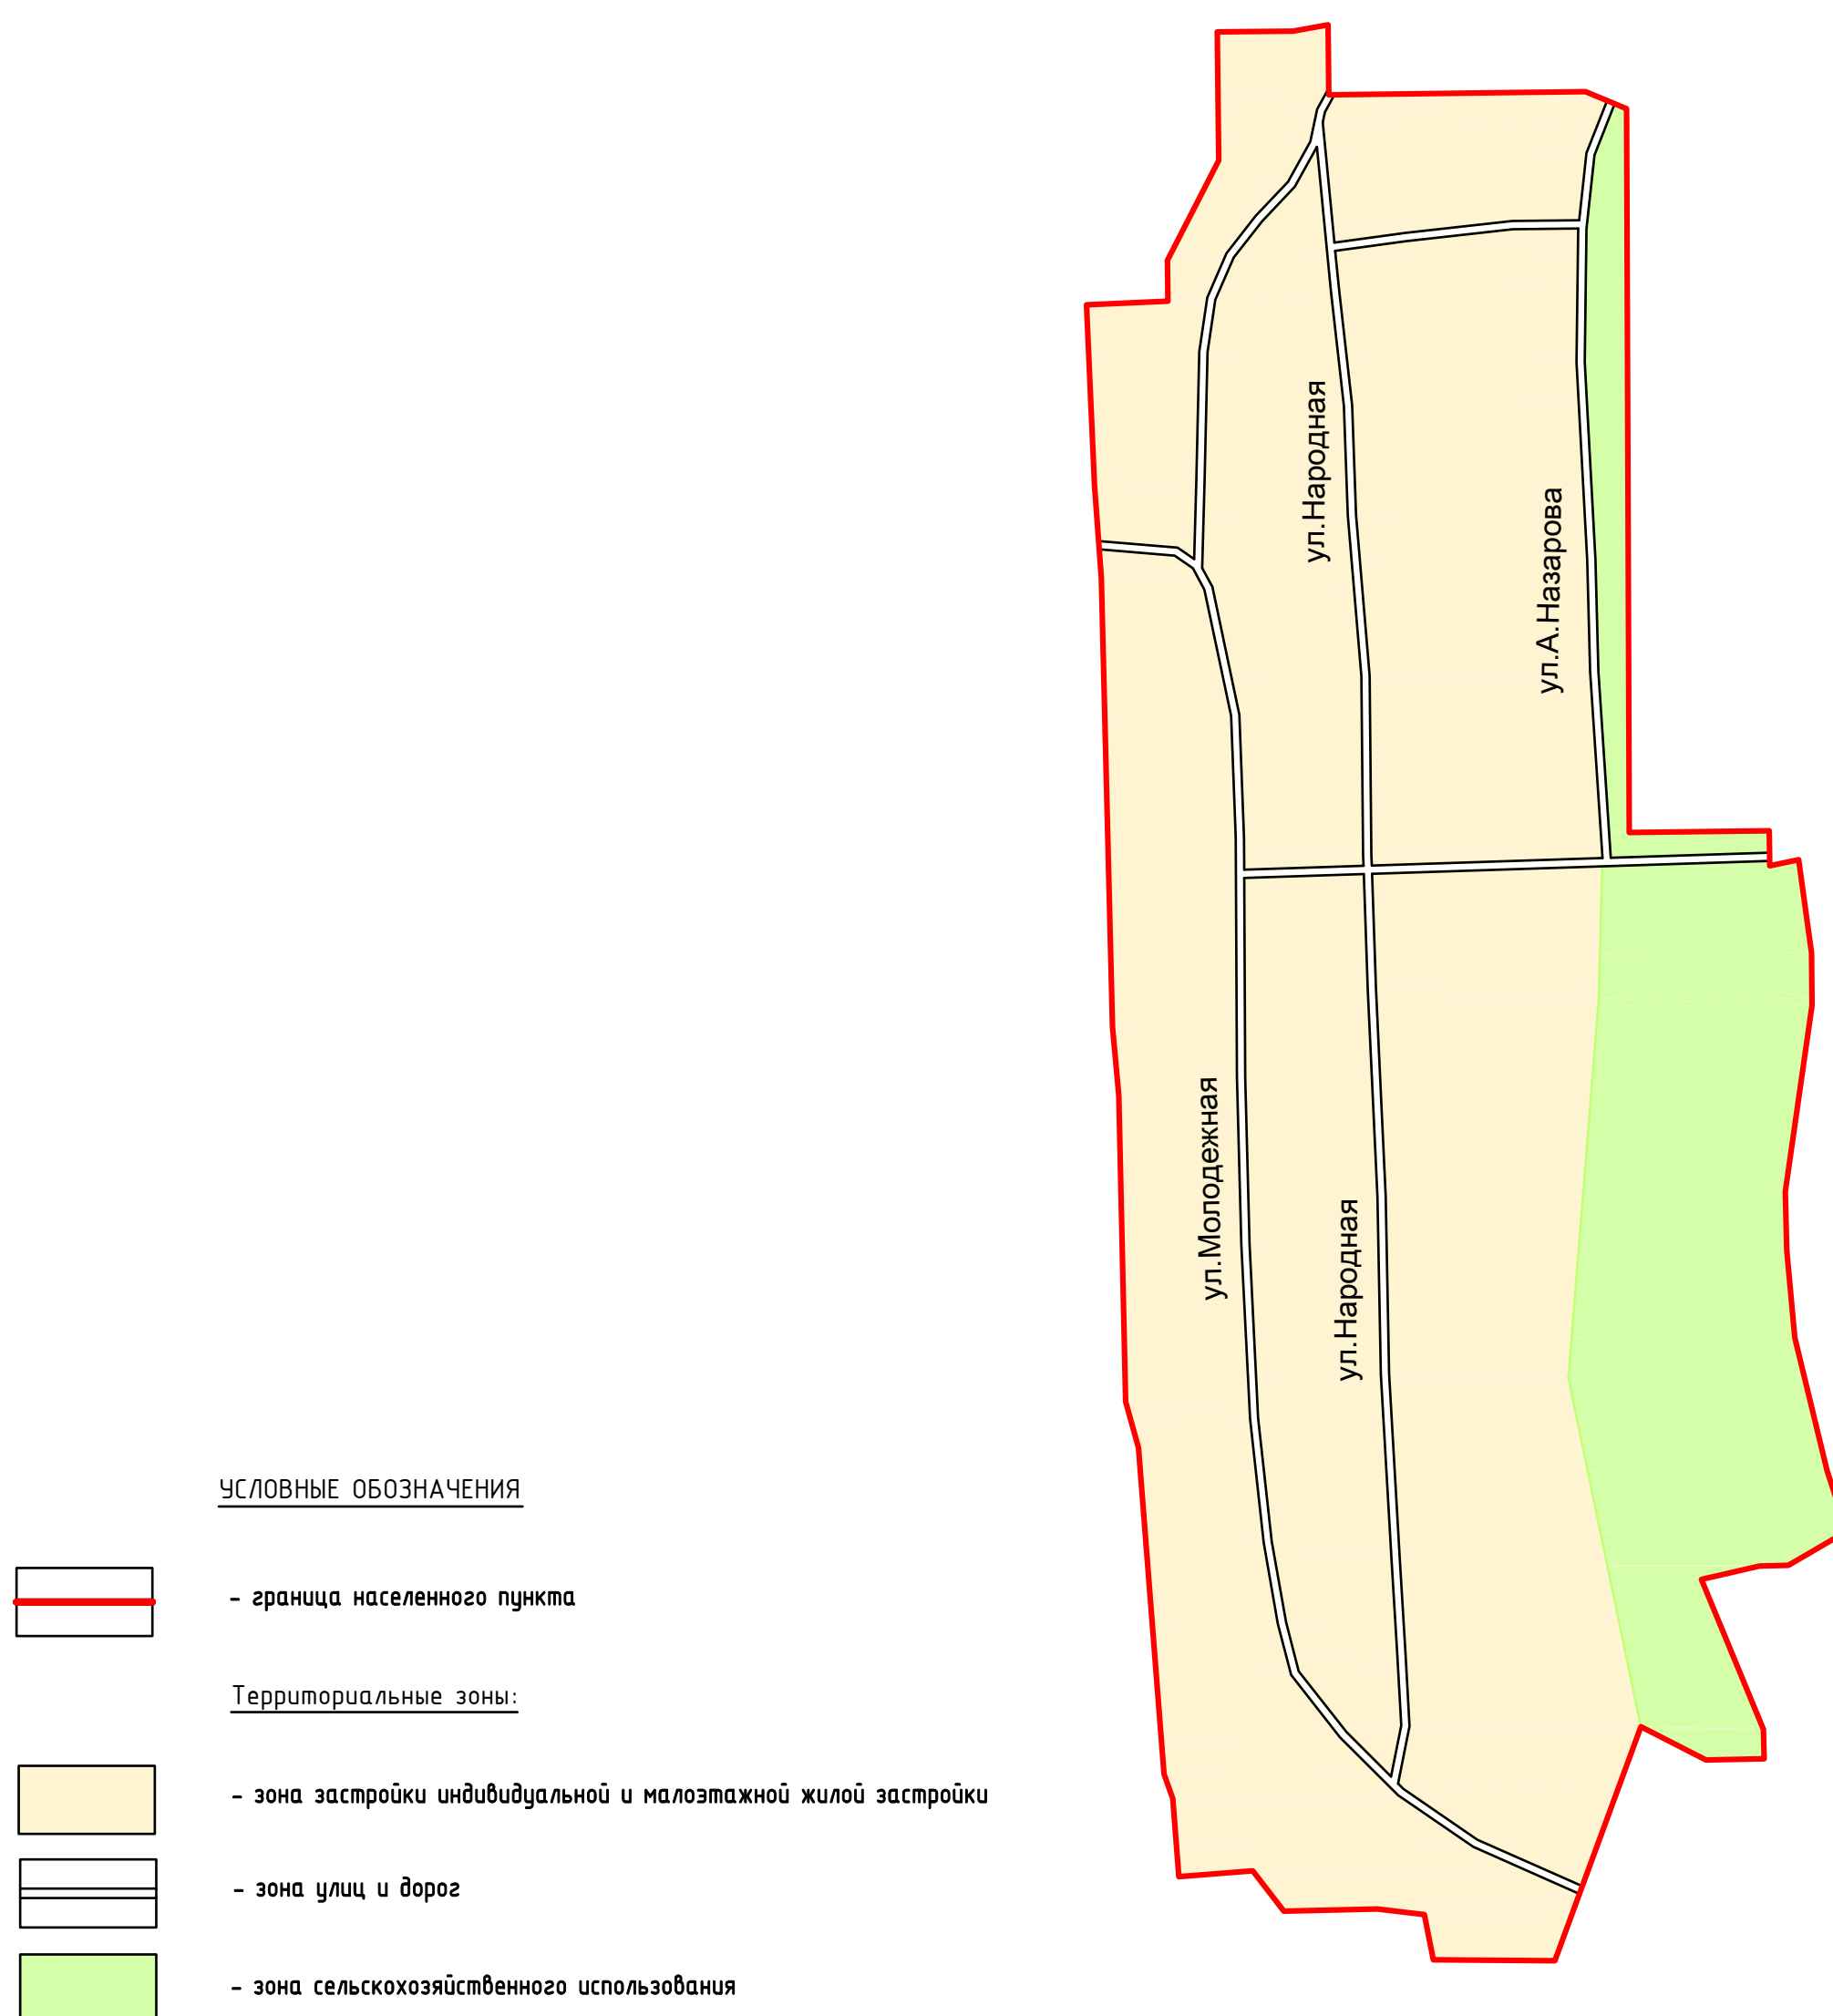 ул.Народная
ул.А.Назарова
ул.Молодежная
ул.Народная
УСЛОВНЫЕ ОБОЗНАЧЕНИЯ
- граница населенного пункта
Территориальные зоны:
- зона застройки индивидуальной и малоэтажной жилой застройки
- зона улиц и дорог
- зона сельскохозяйственного использования